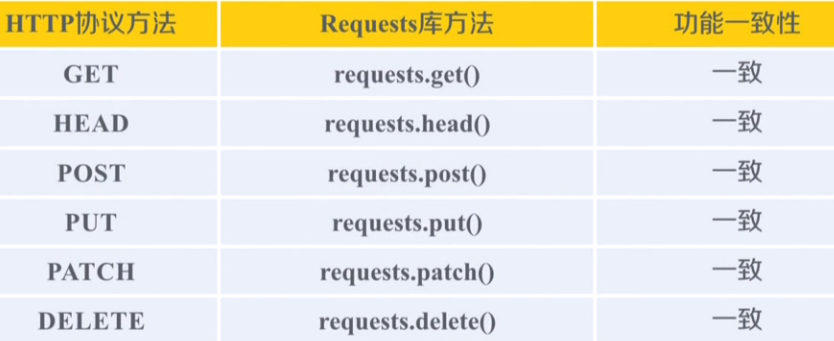 HTTP协议方法 Requests库方法 功能一致性
GET requests.get() 一致
HEAD requests.head() 一致
POST requests.post() 一致
PUT requests.put() 一致
PATCH requests.patch() 一致
DELETE requests.delete() 一致